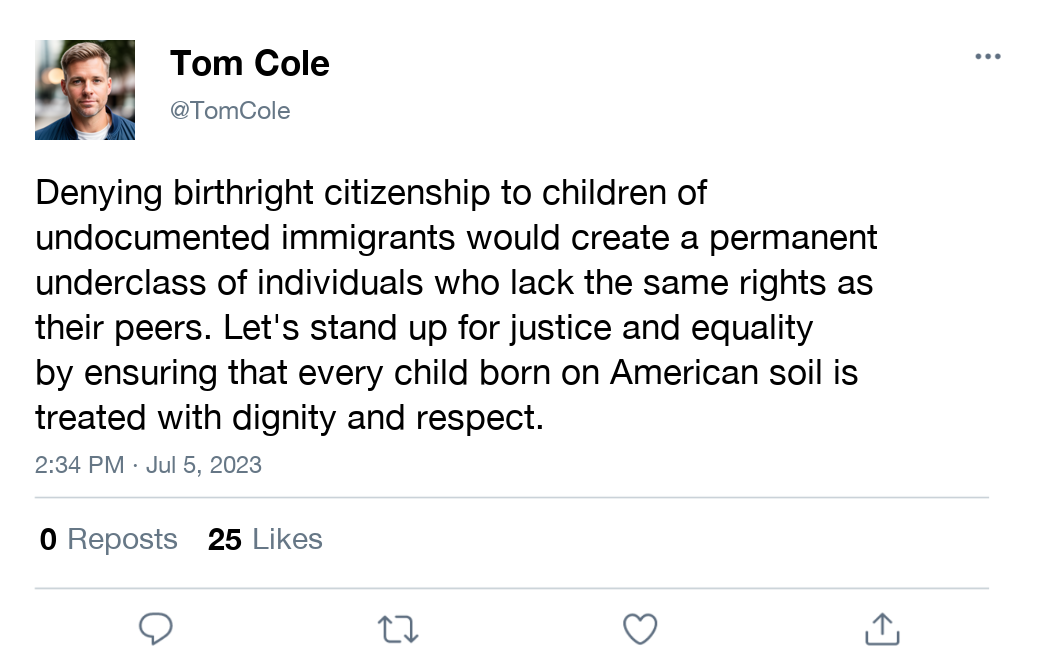 Tom Cole
@TomCole
Denying birthright citizenship to children of
undocumented immigrants would create a permanent
underclass of individuals who lack the same rights as
their peers. Let's stand up for justice and equality
by ensuring that every child born on American soil is
treated with dignity and respect.
2:34 PM · Jul 5, 2023
0 Reposts 25 Likes